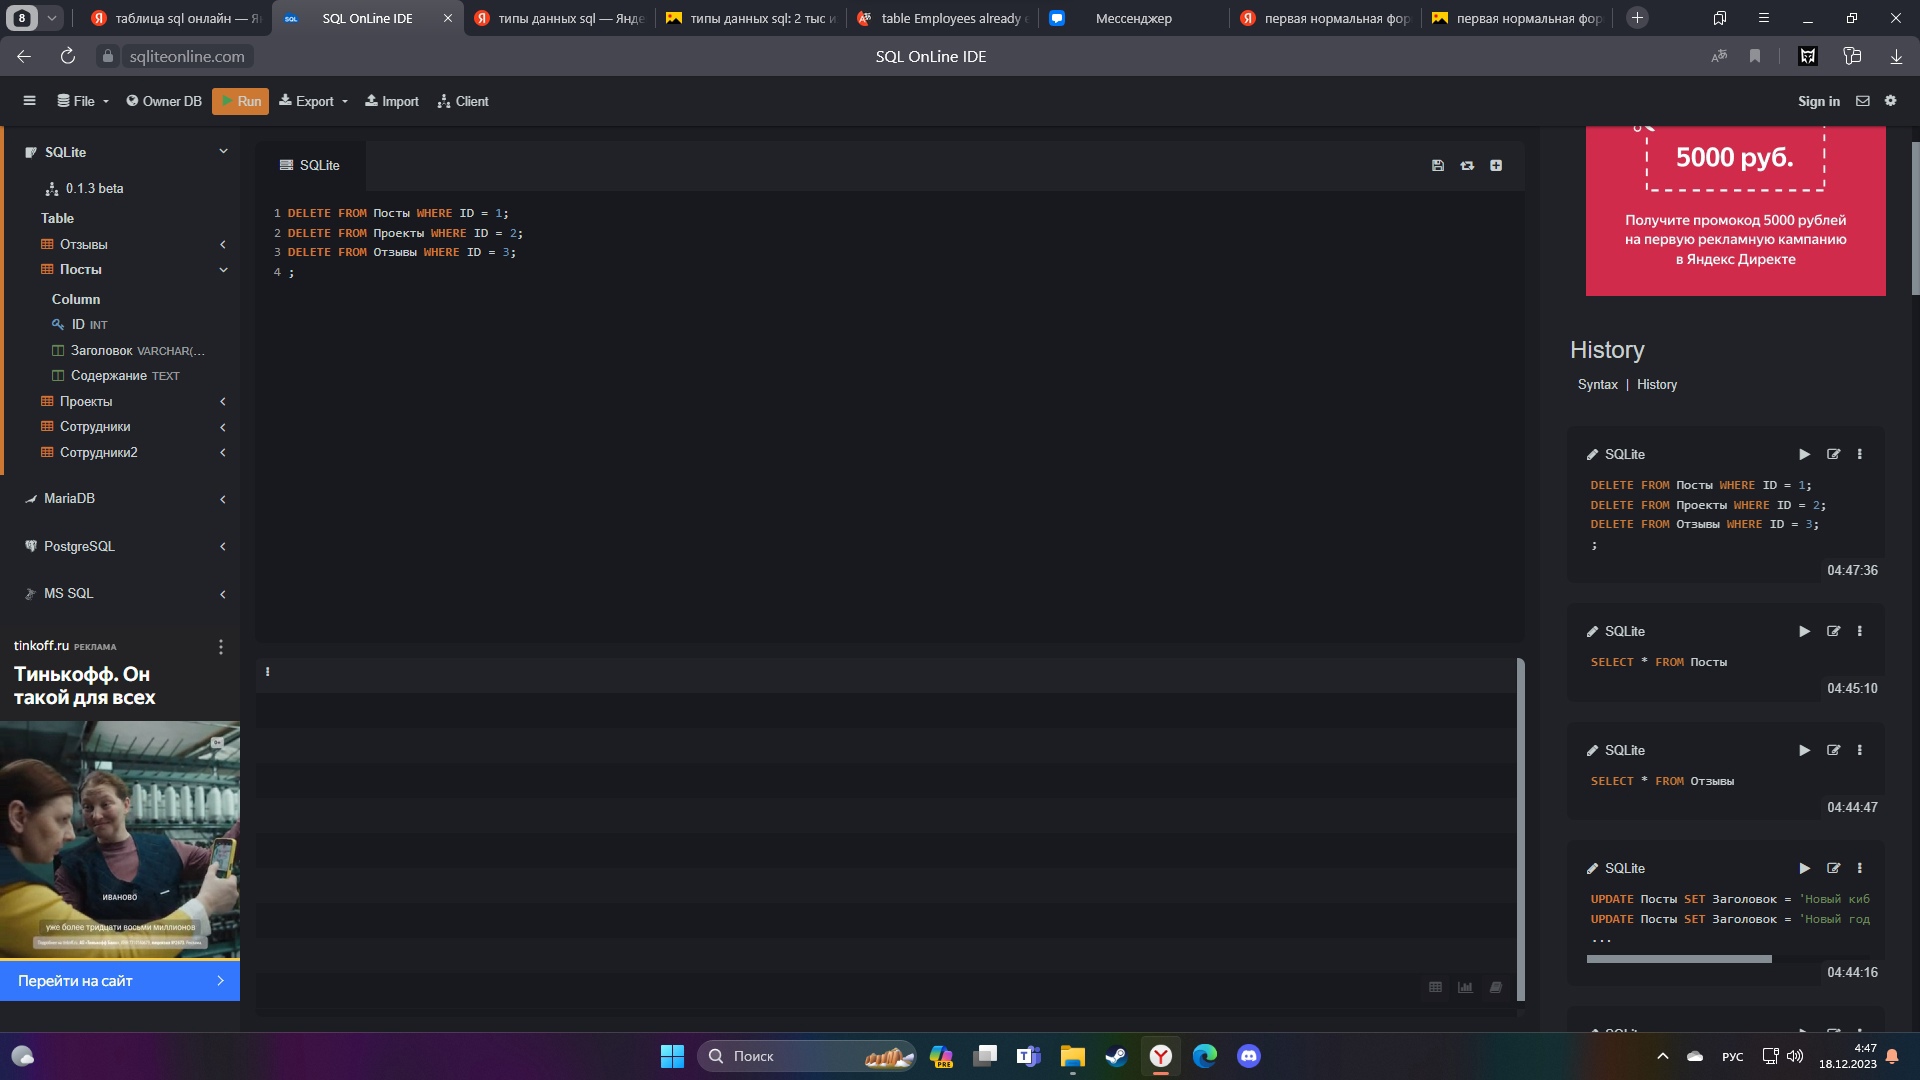 8
таблица sql онлайн — Я
SQL OnLine IDE
типы данных sql — Янде
типы данных sql: 2 тыс и
table Employees already e
Мессенджер
первая нормальная фор
первая нормальная фор
sqliteonline.com
SQL OnLine IDE
File
Owner DB
Run
Export
Import
Client
Sign in
SQLite
0.1.3 beta
Table
Отзывы
Посты
Column
ID INT
Заголовок VARCHAR(...
Содержание TEXT
Проекты
Сотрудники
Сотрудники2
MariaDB
PostgreSQL
MS SQL
tinkoff.ru РЕКЛАМА
Тинькофф. Он
такой для всех
ИВАНОВО
уже более тридцати восьми миллионов
Перейти на сайт
SQLite
1 DELETE FROM Посты WHERE ID = 1;
2 DELETE FROM Проекты WHERE ID = 2;
3 DELETE FROM Отзывы WHERE ID = 3;
4 ;
5000 руб.
Получите промокод 5000 рублей
на первую рекламную кампанию
в Яндекс Директе
History
Syntax | History
SQLite
DELETE FROM Посты WHERE ID = 1;
DELETE FROM Проекты WHERE ID = 2;
DELETE FROM Отзывы WHERE ID = 3;
;
04:47:36
SQLite
SELECT * FROM Посты
04:45:10
SQLite
SELECT * FROM Отзывы
04:44:47
SQLite
UPDATE Посты SET Заголовок = 'Новый киб
UPDATE Посты SET Заголовок = 'Новый год
...
04:44:16
Поиск
PRE
РУС
4:47
18.12.2023